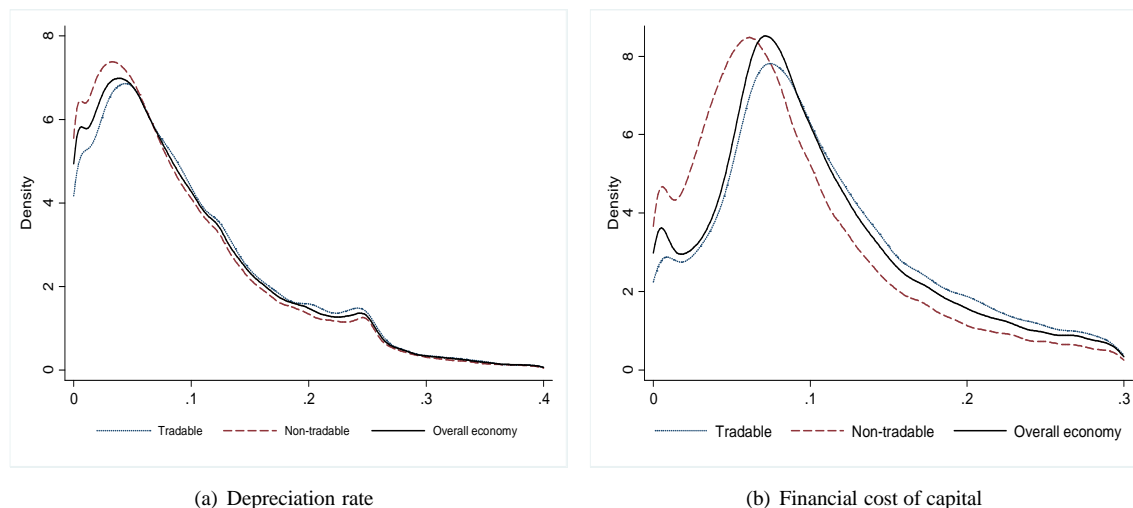 Density
8
6
4
2
0
0 .1 .2 .3 .4
Tradable Non-tradable Overall economy
(a) Depreciation rate
Density
8
6
4
2
0
0 .1 .2 .3
Tradable Non-tradable Overall economy
(b) Financial cost of capital